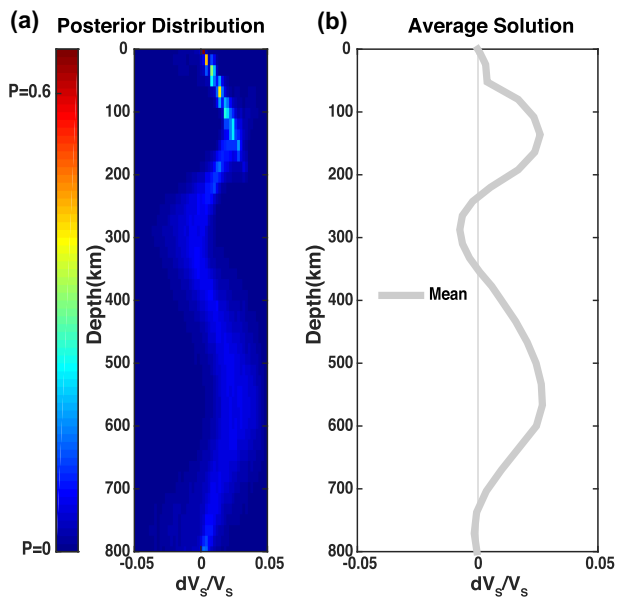 (a)
Posterior Distribution
P=0.6
P=0
Depth(km)
0
100
200
300
400
500
600
700
800
-0.05
0
0.05
dVS/VS
(b)
Average Solution
Depth(km)
0
100
200
300
400
500
600
700
800
Mean
-0.05
0
0.05
dVS/VS